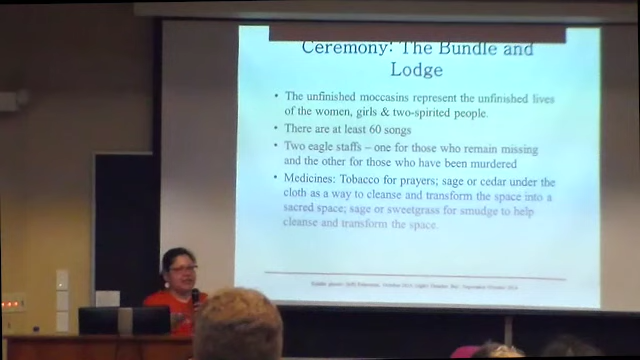 Ceremony: The Bundle and
Lodge
• The unfinished moccasins represent the unfinished lives
of the women, girls & two-spirited people.
• There are at least 60 songs
• Two eagle staffs – one for those who remain missing
and the other for those who have been murdered
• Medicines: Tobacco for prayers; sage or cedar under the
cloth as a way to cleanse and transform the space into a
sacred space; sage or sweetgrass for smudge to help
cleanse and transform the space.